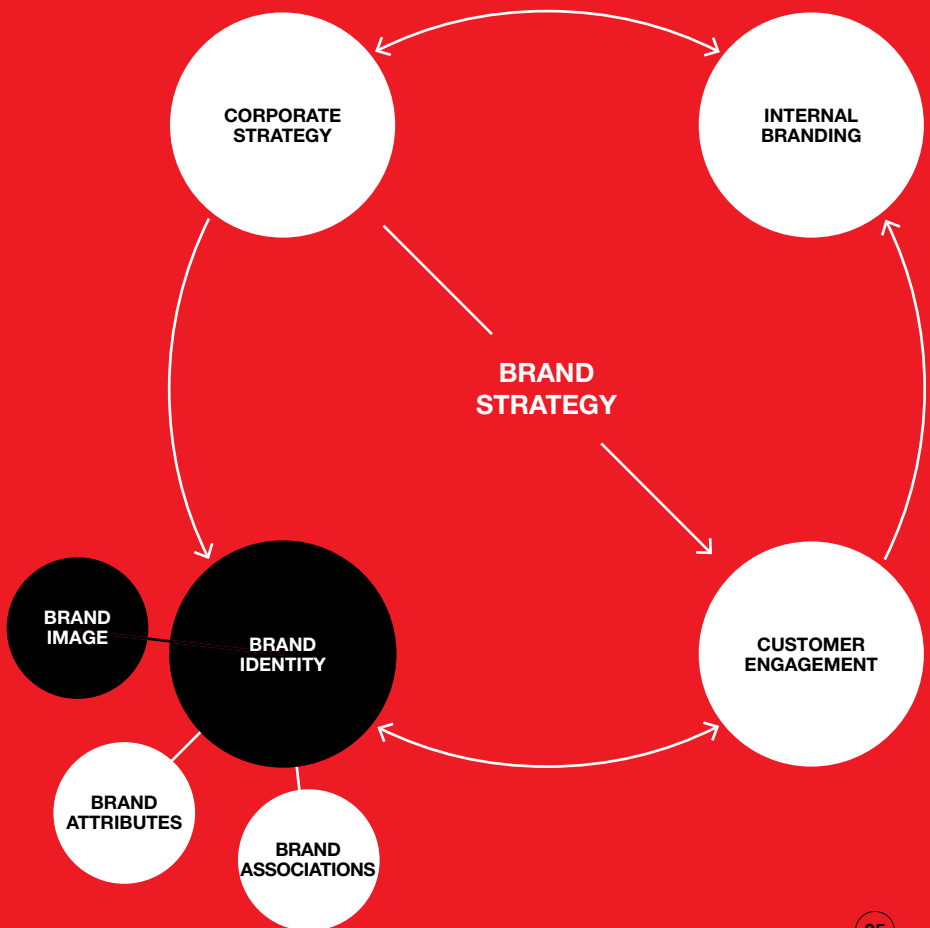 CORPORATE
STRATEGY
INTERNAL
BRANDING
BRAND
STRATEGY
BRAND
IMAGE
BRAND
IDENTITY
CUSTOMER
ENGAGEMENT
BRAND
ATTRIBUTES
BRAND
ASSOCIATIONS